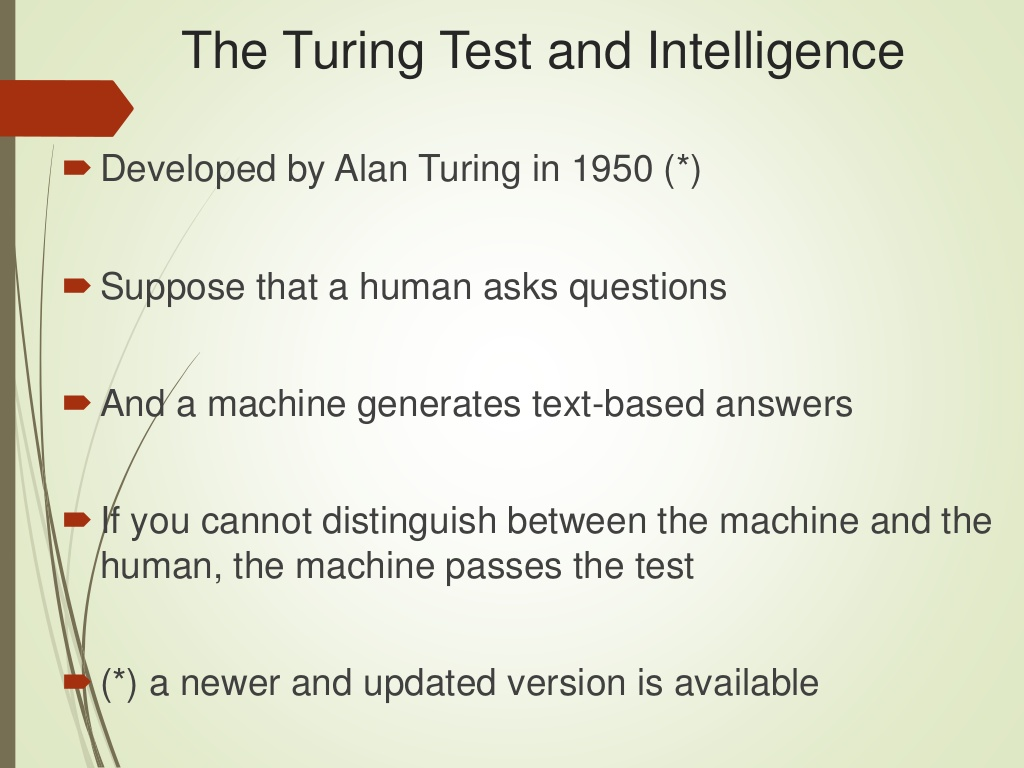 The Turing Test and Intelligence
Developed by Alan Turing in 1950 (*)
Suppose that a human asks questions
And a machine generates text-based answers
If you cannot distinguish between the machine and the
human, the machine passes the test
(*) a newer and updated version is available